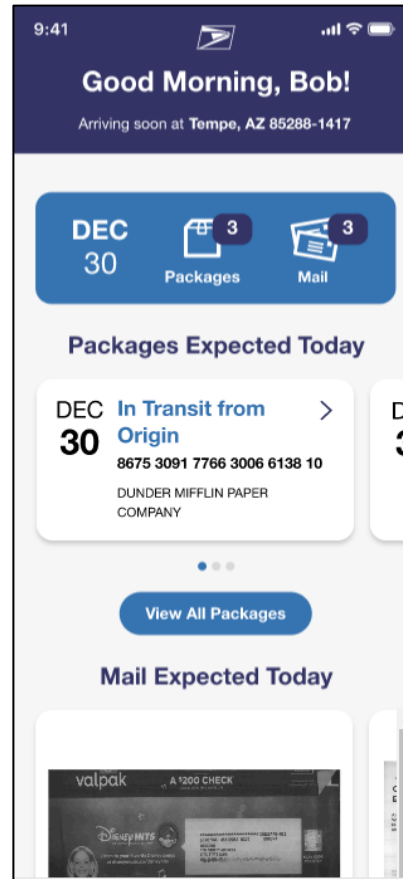 9:41
Good Morning, Bob!
Arriving soon at Tempe, AZ 85288-1417
DEC
30
3
Packages
3
Mail
Packages Expected Today
DEC
30
In Transit from
Origin
8675 3091 7766 3006 6138 10
DUNDER MIFFLIN PAPER
COMPANY
View All Packages
Mail Expected Today
valpak
A $200 CHECK
DISNEY HITS